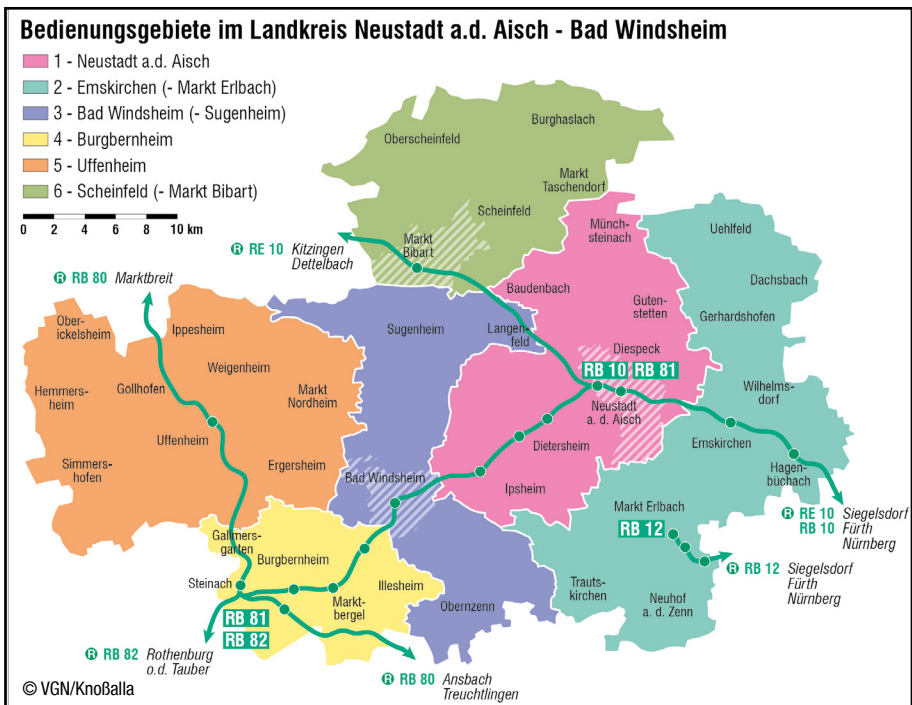 Bedienungsgebiete im Landkreis Neustadt a.d. Aisch - Bad Windsheim
1 - Neustadt a.d. Aisch
2 - Emskirchen (- Markt Erlbach)
3 - Bad Windsheim (- Sugenheim)
4 - Burgbernheim
5 - Uffenheim
6 - Scheinfeld (- Markt Bibart)
0 2 4 6 8 10 km
Burghaslach
Oberscheinfeld
Markt
Taschendorf
Scheinfeld
Münch-
steinach
Uehlfeld
Markt
Bibart
R RE 10 Kitzingen
Dettelbach
R RB 80 Marktbreit
Dachsbach
Baudenbach
Guten-
stetten
Gerhardshofen
Ober-
ickelsheim
Ippesheim
Sugenheim
Langen-
feld
Diespeck
RB 10 RB 81
Weigenheim
Hemmers-
heim
Gollhofen
Markt
Nordheim
Wilhelms-
dorf
Neustadt
a. d. Aisch
Uffenheim
Dietersheim
Emskirchen
Simmers-
hofen
Ergersheim
Bad Windsheim
Ipsheim
Hagen-
büchach
Markt Erlbach
RB 12
R RE 10 Siegelsdorf
RB 10 Fürth
Nürnberg
Gallmers-
garten
Burgbernheim
R RB 12 Siegelsdorf
Fürth
Nürnberg
Steinach
Illesheim
Trauts-
kirchen
Markt-
bergel
Obernzenn
Neuhof
a. d. Zenn
RB 81
RB 82
R RB 82 Rothenburg
o.d. Tauber
R RB 80 Ansbach
Treuchtlingen
© VGN/Knoßalla